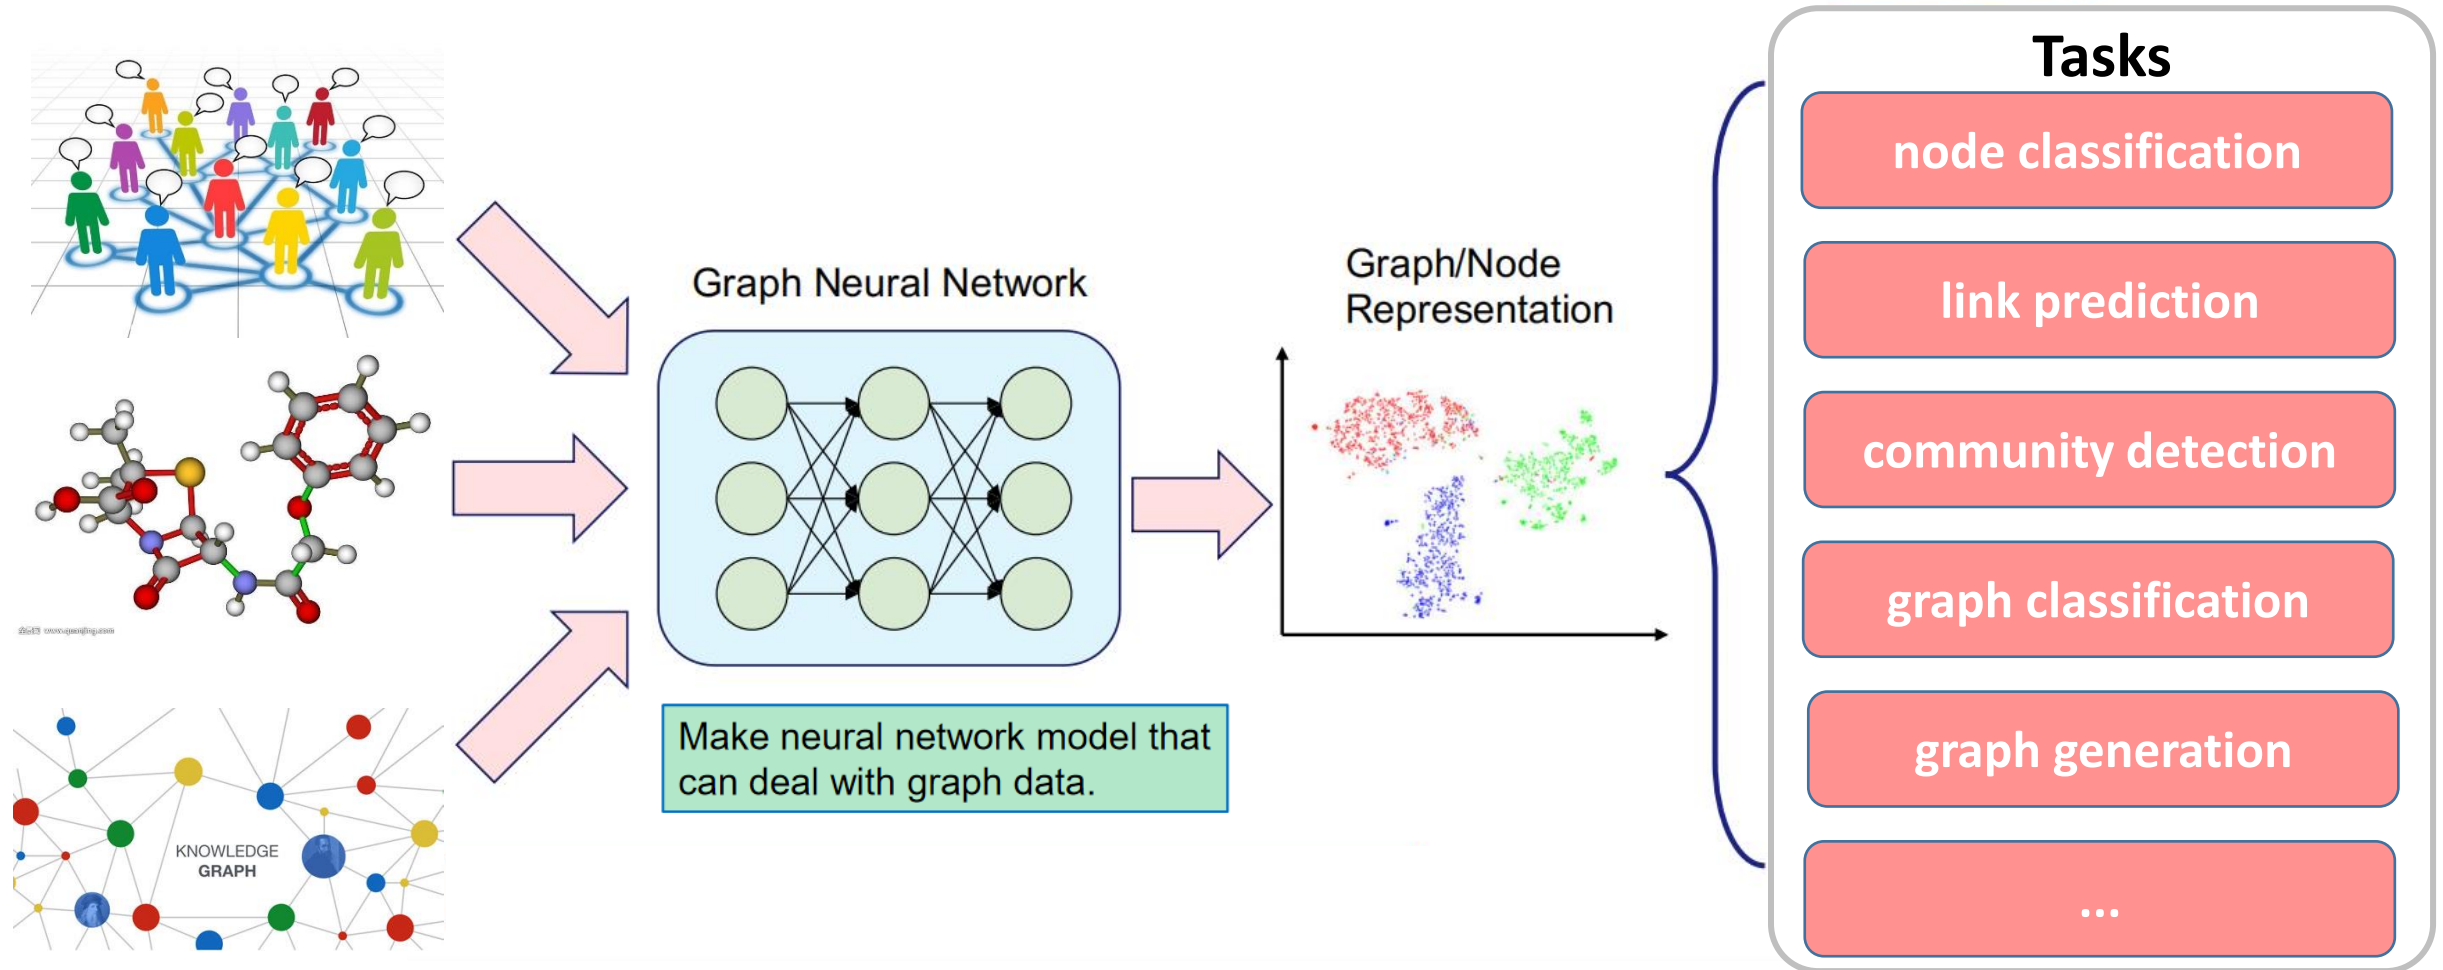 Graph Neural Network
Graph/Node
Representation
Make neural network model that
can deal with graph data.
KNOWLEDGE
GRAPH
Tasks
node classification
link prediction
community detection
graph classification
graph generation
...